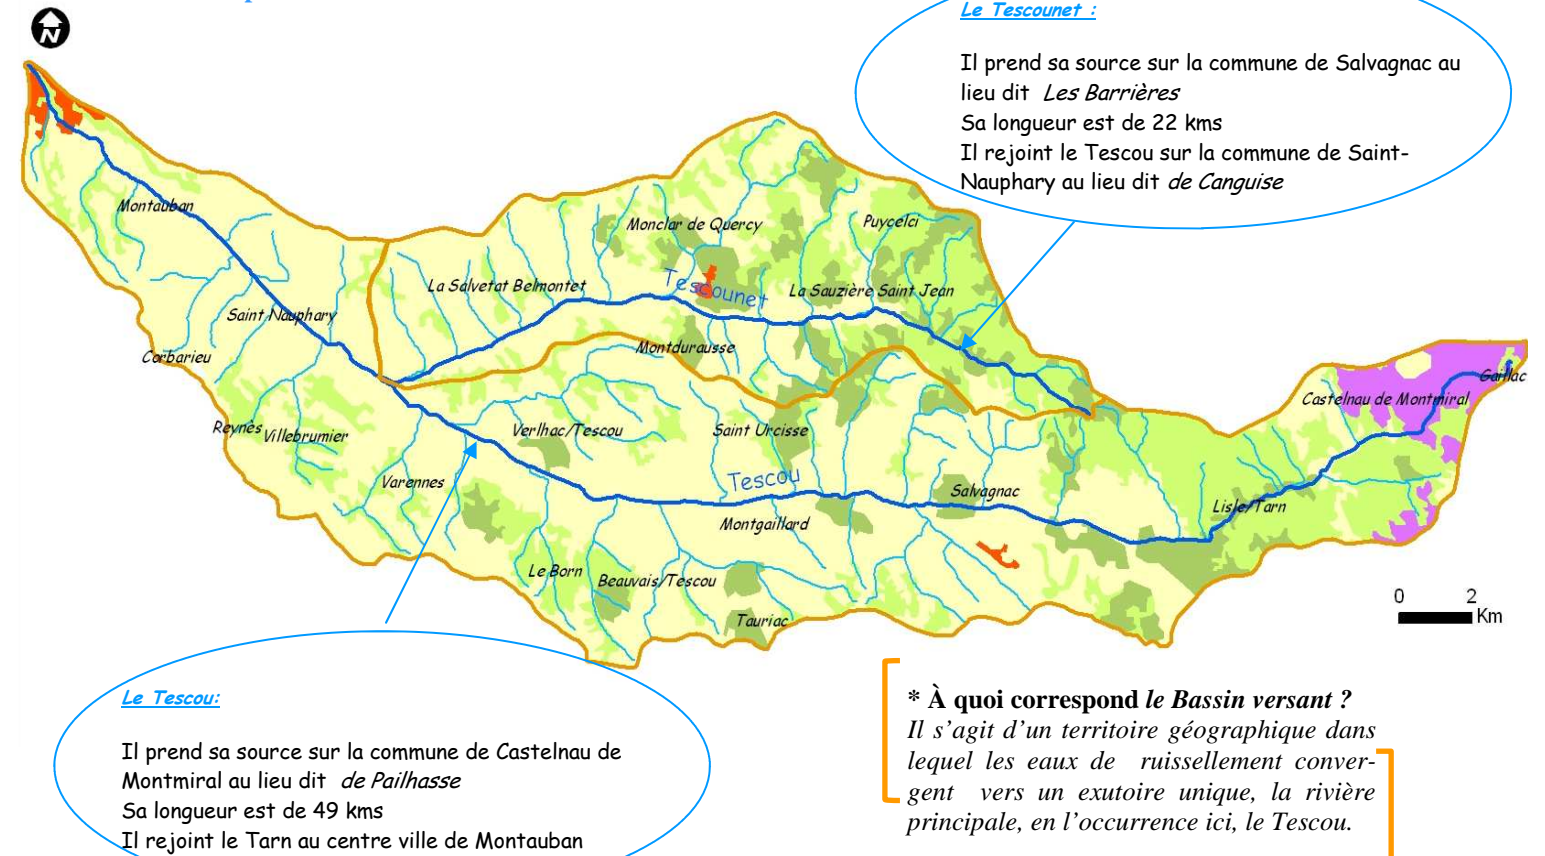 N
Le Tescounet :
Il prend sa source sur la commune de Salvagnac au
lieu dit Les Barrières
Sa longueur est de 22 kms
Il rejoint le Tescou sur la commune de Saint-
Nauphary au lieu dit de Canguise
Montauban
Monclar de Quercy
Puycelci
La Salvetat Belmontet
Tescounet
La Sauzière Saint Jean
Saint Nauphary
Corbarieu
Montdurausse
Gaillac
Castelnau de Montmiral
Reynès
Villebrumier
Verlhac/Tescou
Saint Urcisse
Varennes
Tescou
Salvagnac
Lisle/Tarn
Montgaillard
Le Born
Beauvais/Tescou
Tauriac
0 2
Km
Le Tescou:
Il prend sa source sur la commune de Castelnau de
Montmiral au lieu dit de Pailhasse
Sa longueur est de 49 kms
Il rejoint le Tarn au centre ville de Montauban
* À quoi correspond le Bassin versant ?
Il s’agit d’un territoire géographique dans
lequel les eaux de ruissellement conver-
gent vers un exutoire unique, la rivière
principale, en l’occurrence ici, le Tescou.